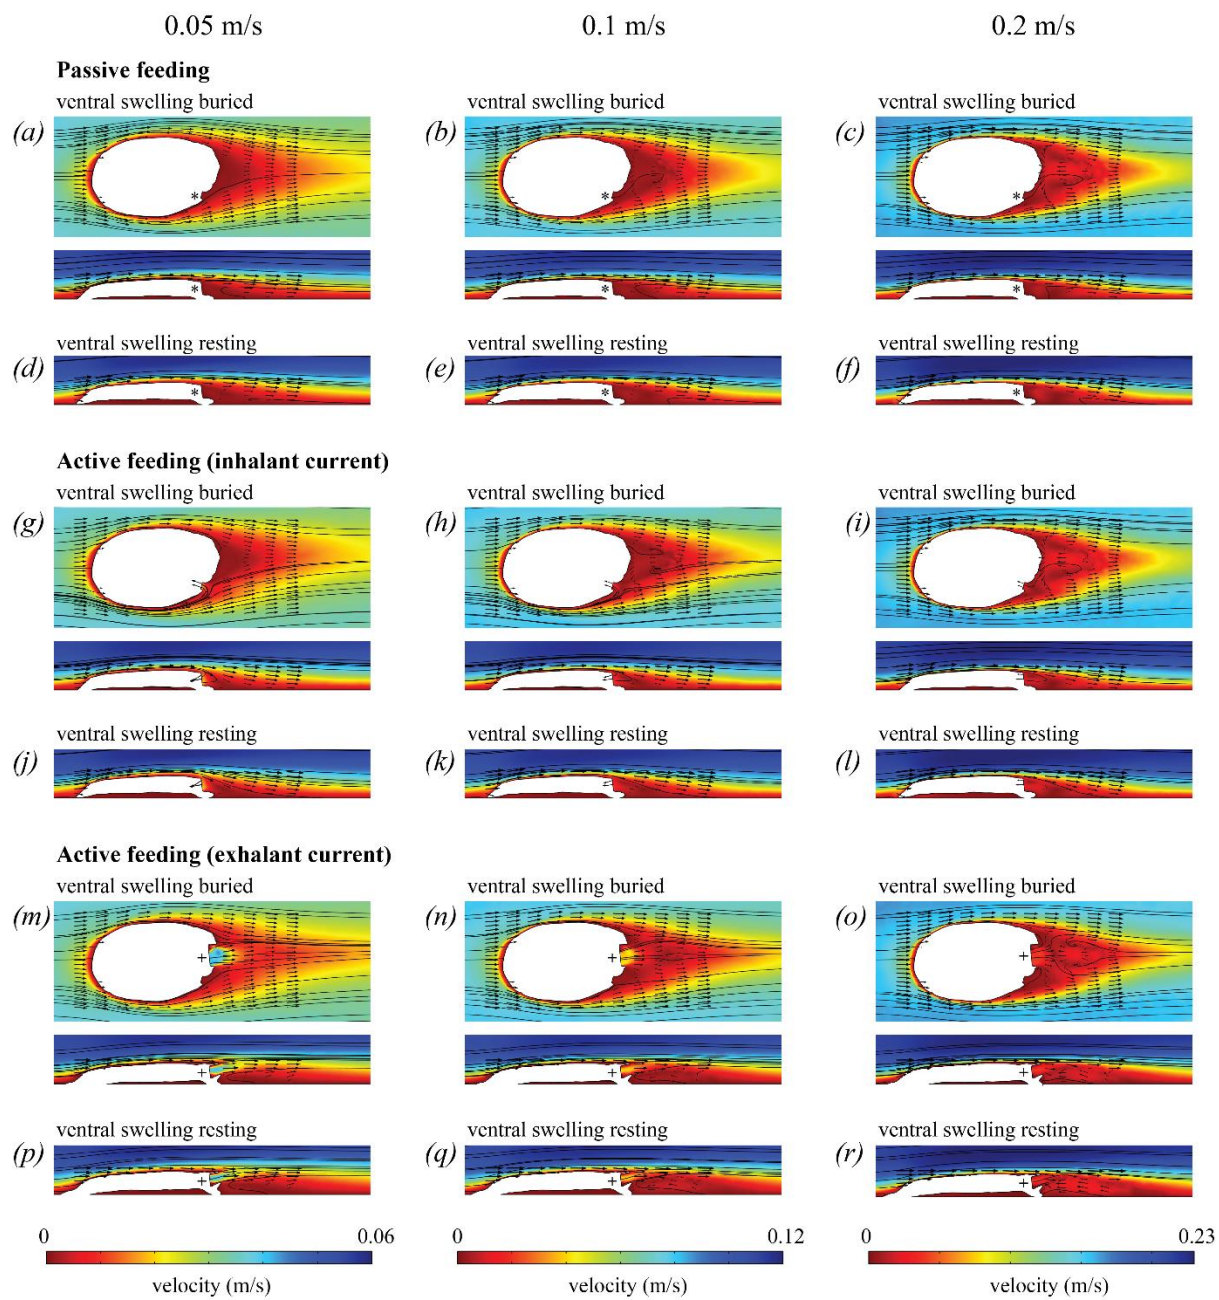 0.05 m/s 0.1 m/s 0.2 m/s
Passive feeding
ventral swelling buried ventral swelling buried ventral swelling buried
(a) (b) (c)
* * *
* * *
ventral swelling resting ventral swelling resting ventral swelling resting
(d) (e) (f)
* * *
Active feeding (inhalant current)
ventral swelling buried ventral swelling buried ventral swelling buried
(g) (h) (i)
ventral swelling resting ventral swelling resting ventral swelling resting
(j) (k) (l)
Active feeding (exhalant current)
ventral swelling buried ventral swelling buried ventral swelling buried
(m) (n) (o)
+ + +
+ + +
ventral swelling resting ventral swelling resting ventral swelling resting
(p) (q) (r)
+ + +
0 0.06 0 0.12 0 0.23
velocity (m/s) velocity (m/s) velocity (m/s)